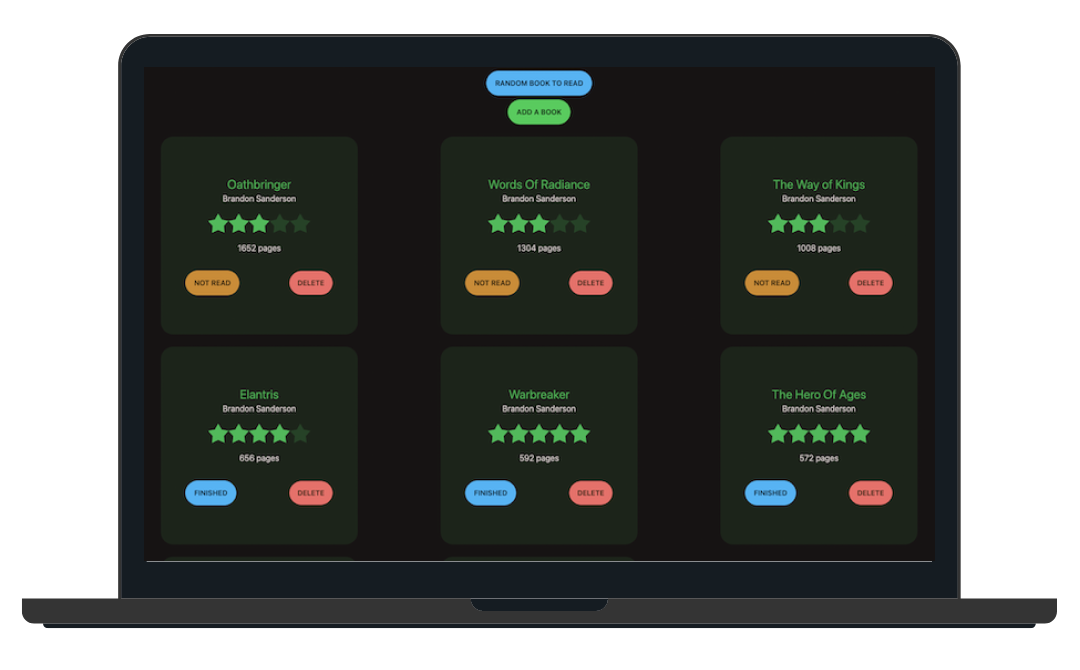 RANDOM BOOK TO READ
ADD A BOOK
Oathbringer
Brandon Sanderson
1652 pages
NOT READ
DELETE
Words Of Radiance
Brandon Sanderson
1304 pages
NOT READ
DELETE
The Way of Kings
Brandon Sanderson
1008 pages
NOT READ
DELETE
Elantris
Brandon Sanderson
656 pages
FINISHED
DELETE
Warbreaker
Brandon Sanderson
592 pages
FINISHED
DELETE
The Hero Of Ages
Brandon Sanderson
572 pages
FINISHED
DELETE